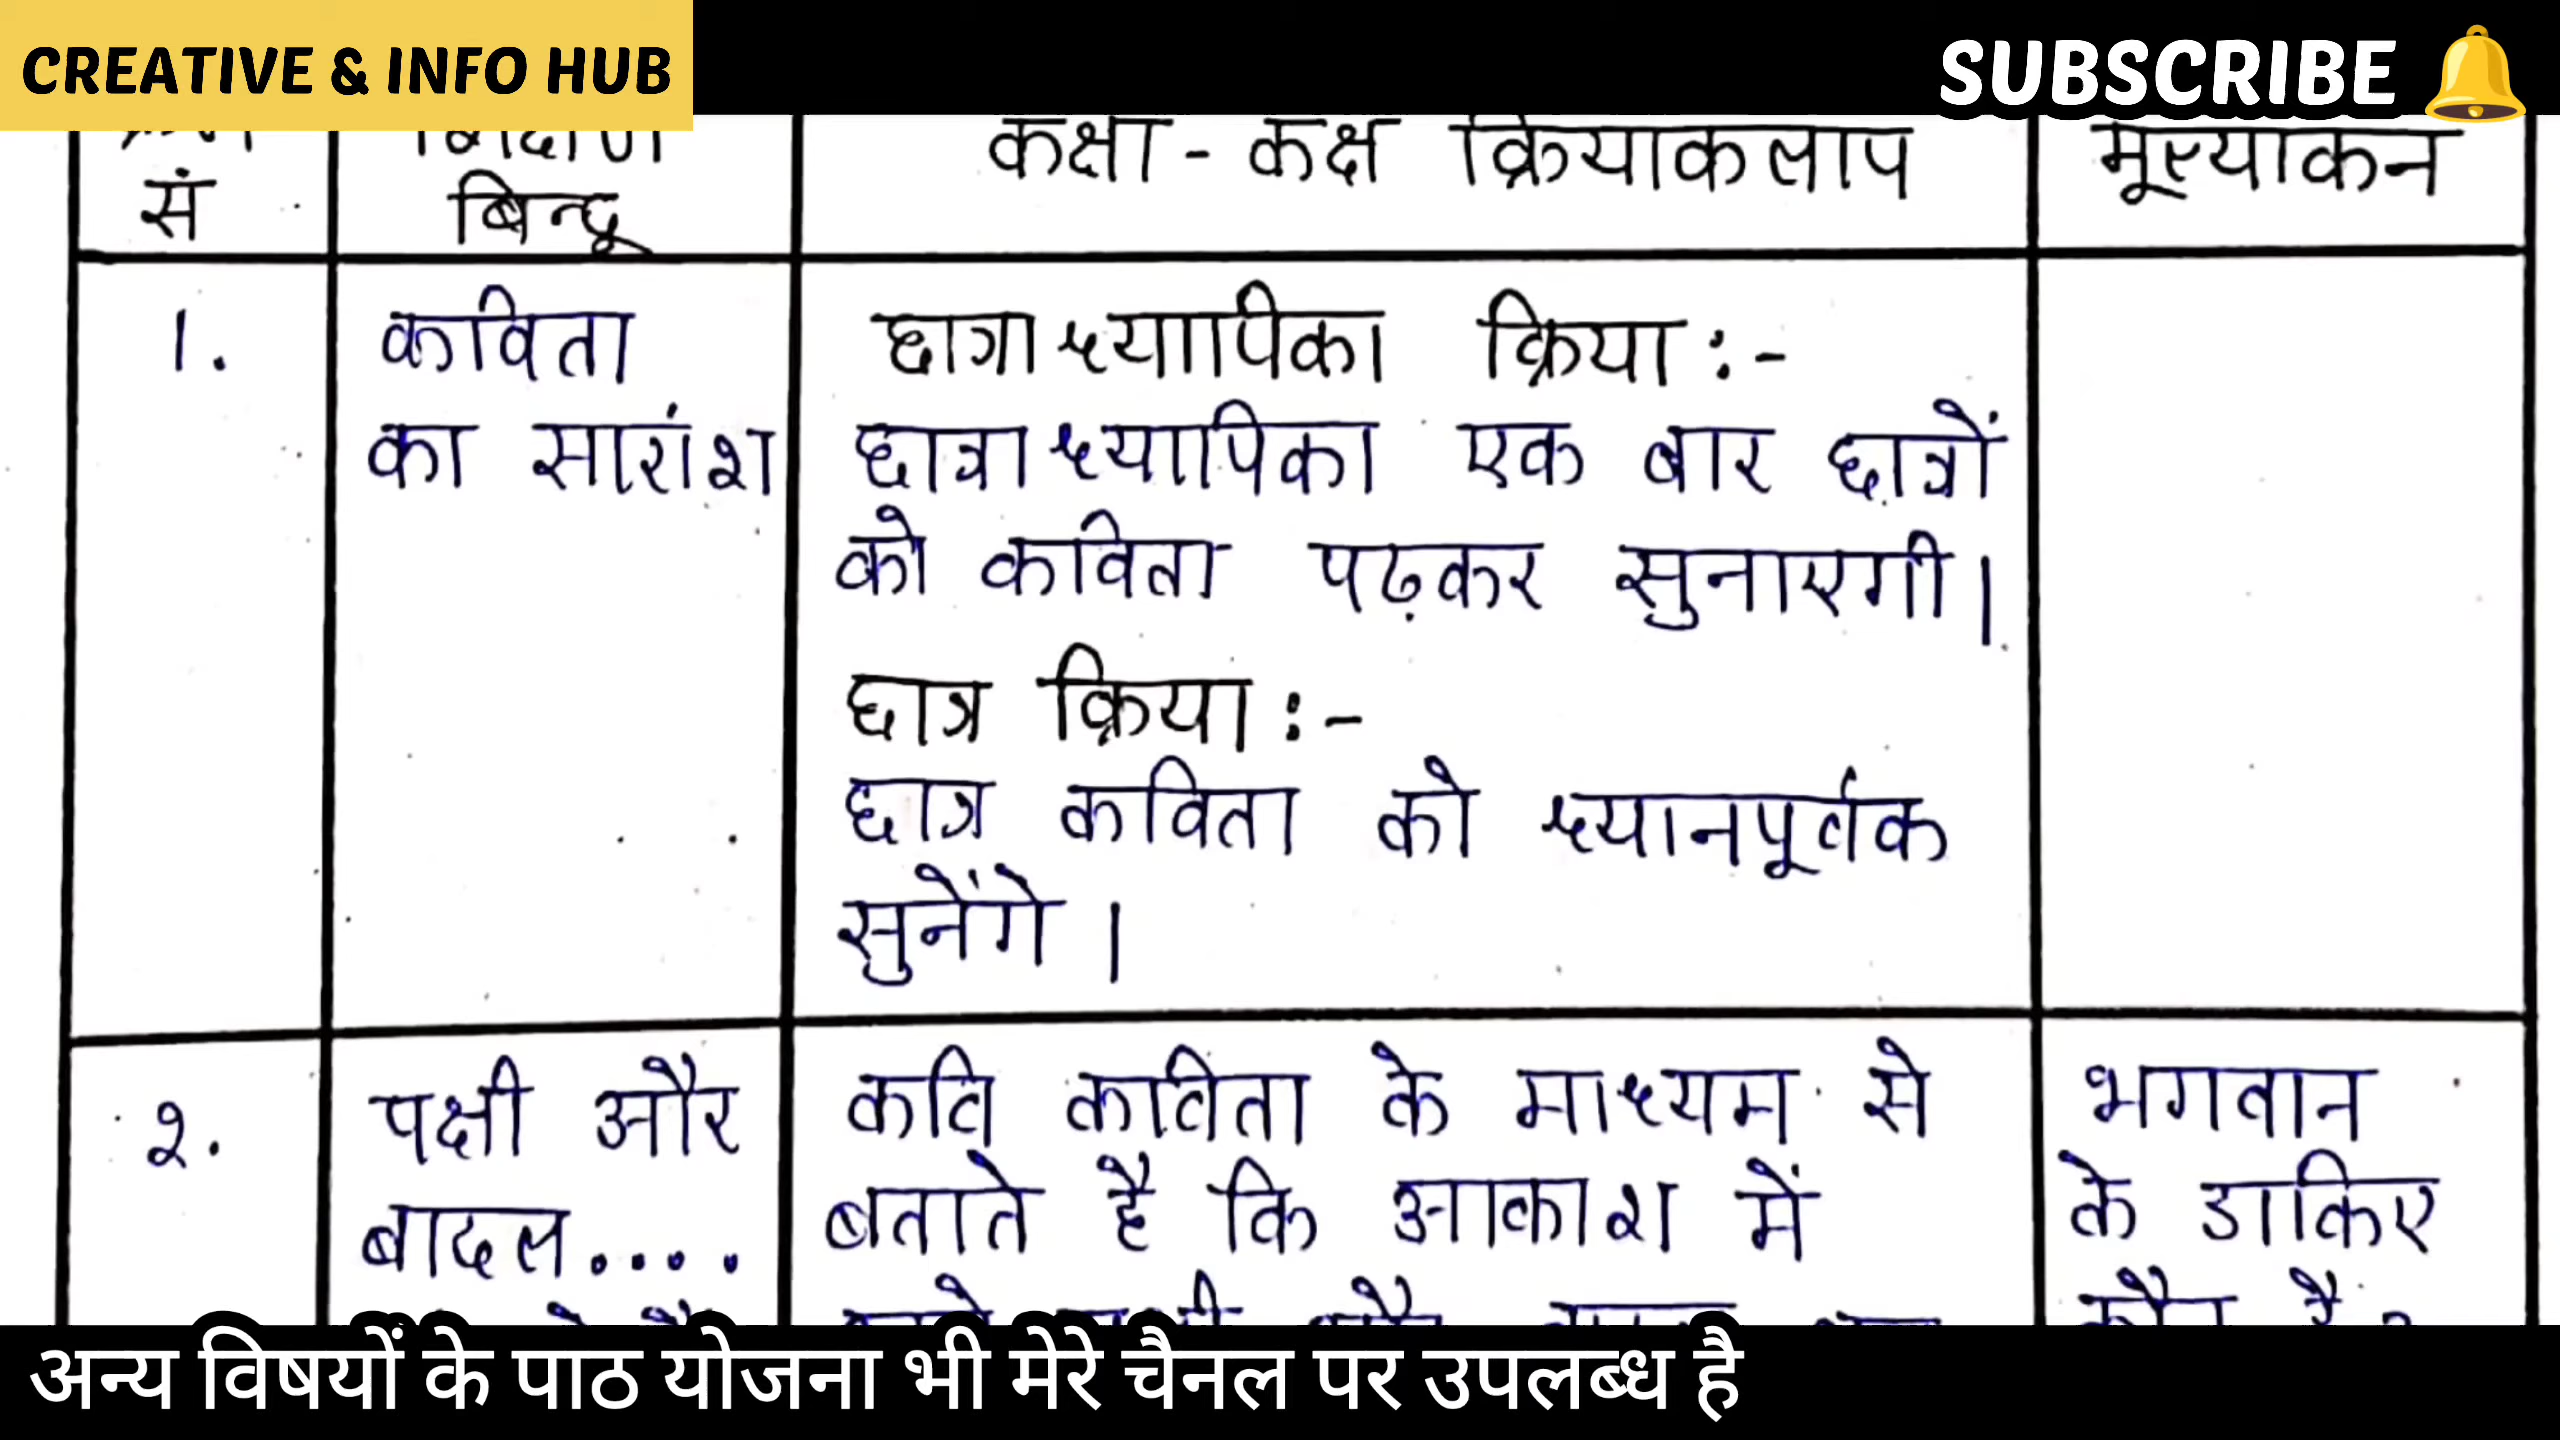 CREATIVE & INFO HUB
SUBSCRIBE
सं
बिन्दू
कक्षा - कक्ष क्रियाकलाप
मूल्याकन
1.
कविता
का सारांश
छात्राध्यापिका क्रिया :-
छात्राध्यापिका एक बार छात्रों
को कविता पढ़कर सुनाएगी।
छात्र क्रिया :-
छात्र कविता को ध्यानपूर्वक
सुनेंगे।
२.
पक्षी और
बादल....
कवि कविता के माध्यम से
बताते है कि आकाश में
भगवान
के डाकिए
अन्य विषयों के पाठ योजना भी मेरे चैनल पर उपलब्ध है